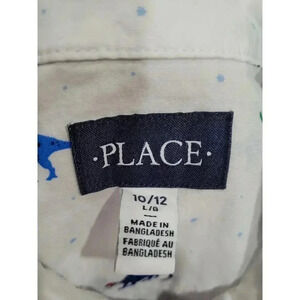 ·PLACE·
10/12
L/G
MADE IN
BANGLADESH
FABRIQUÉ AU
BANGLADESH